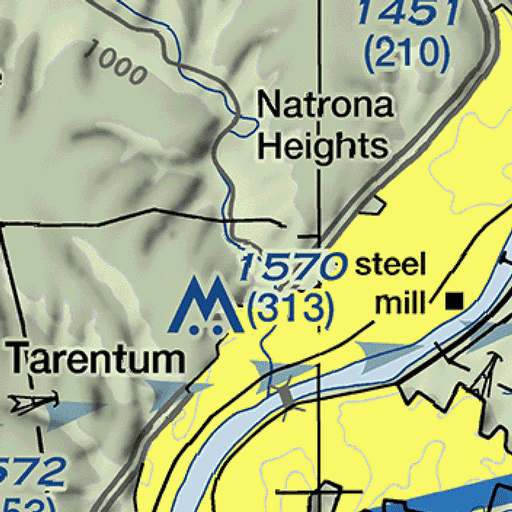 1451
(210)
1000
Natrona
Heights
1570
(313)
steel
mill
Tarentum